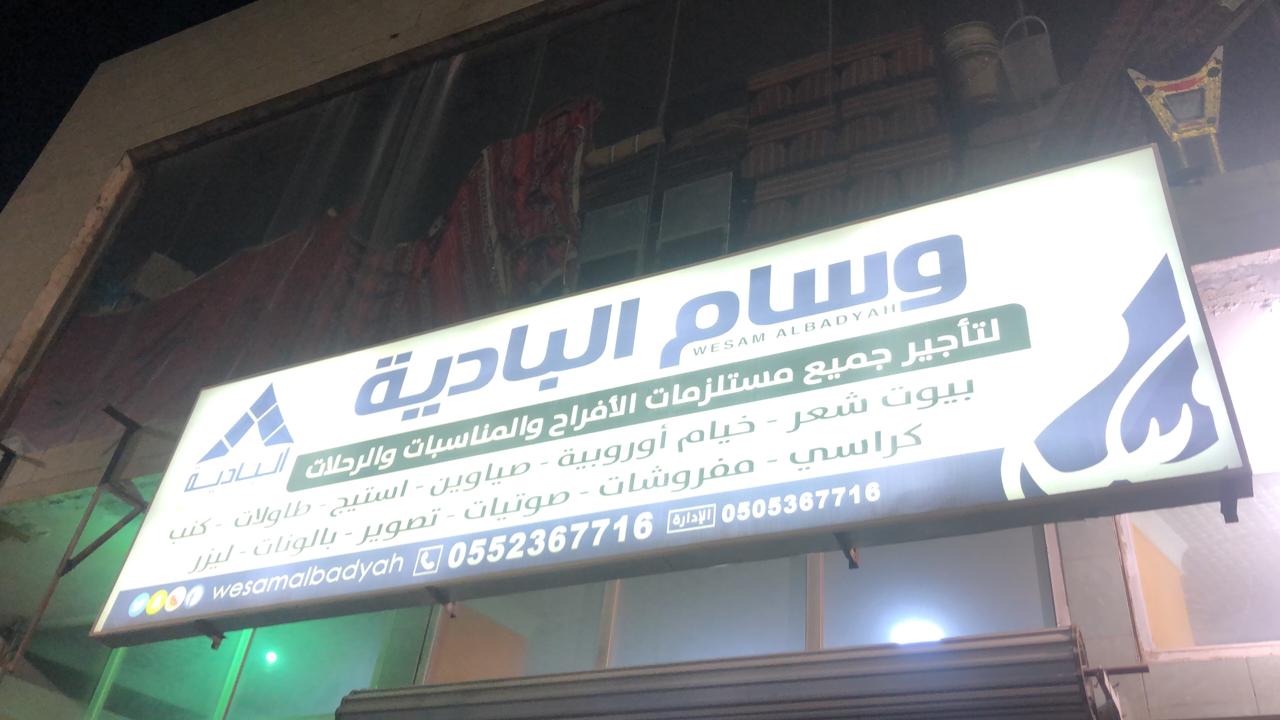 وسام البادية
WESAM ALBADYAH
لتأجير جميع مستلزمات الأفراح والمناسبات والرحلات
بيوت شعر - خيام أوروبية - صياوين - استيج - طاولات - كنب
كراسي - مفروشات - صوتيات - تصوير - بالونات - ليزر
البادية
wesamalbadyah 0552367716 الإدارة 0505367716